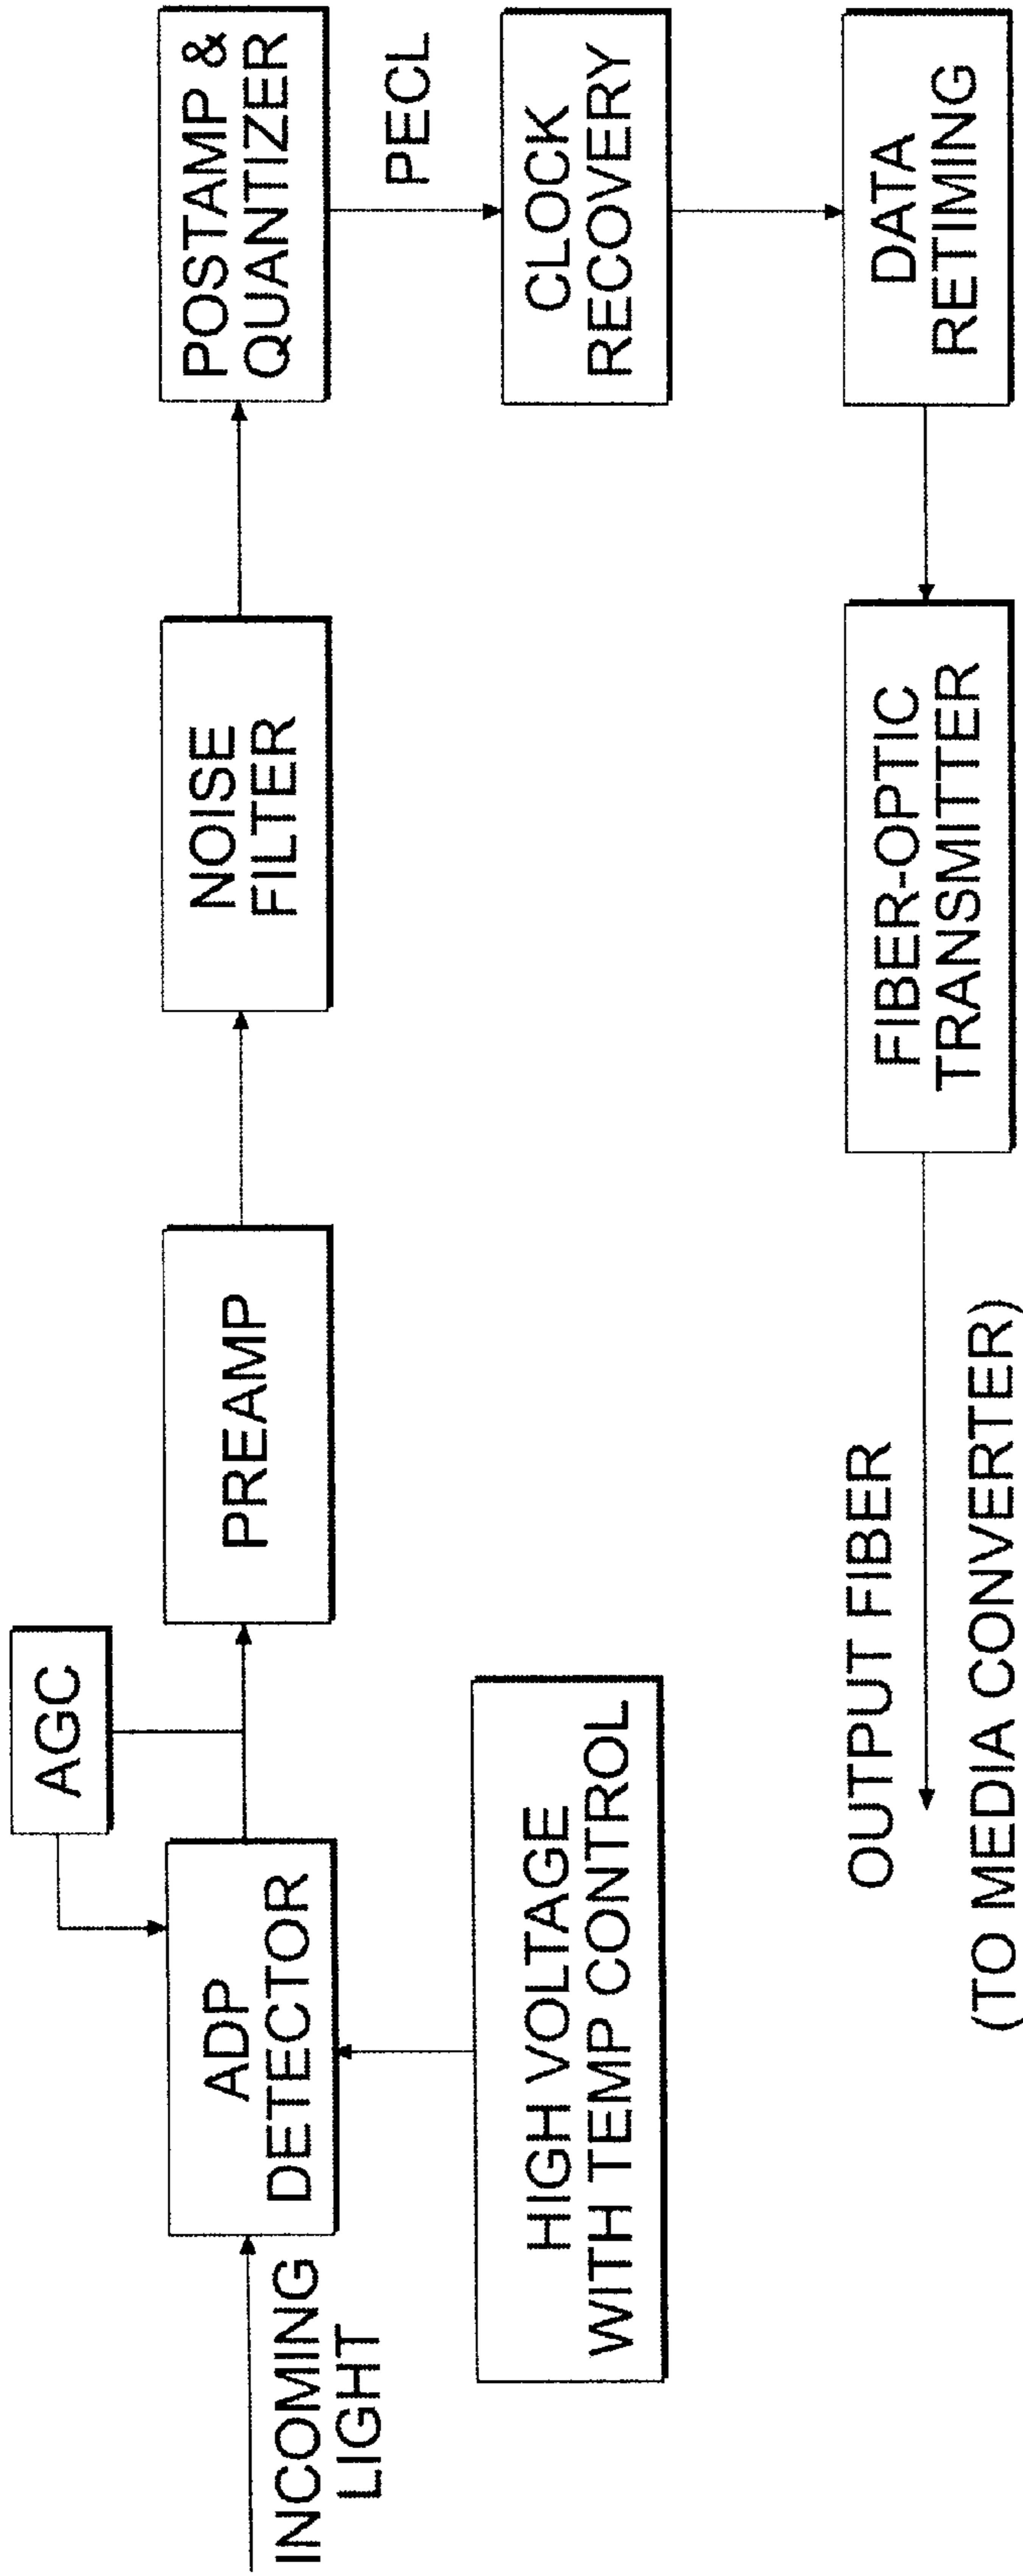 INCOMING
LIGHT
ADP
DETECTOR
AGC
HIGH VOLTAGE
WITH TEMP CONTROL
PREAMP
NOISE
FILTER
POSTAMP &
QUANTIZER
PECL
CLOCK
RECOVERY
DATA
RETIMING
FIBER-OPTIC
TRANSMITTER
OUTPUT FIBER
(TO MEDIA CONVERTER)